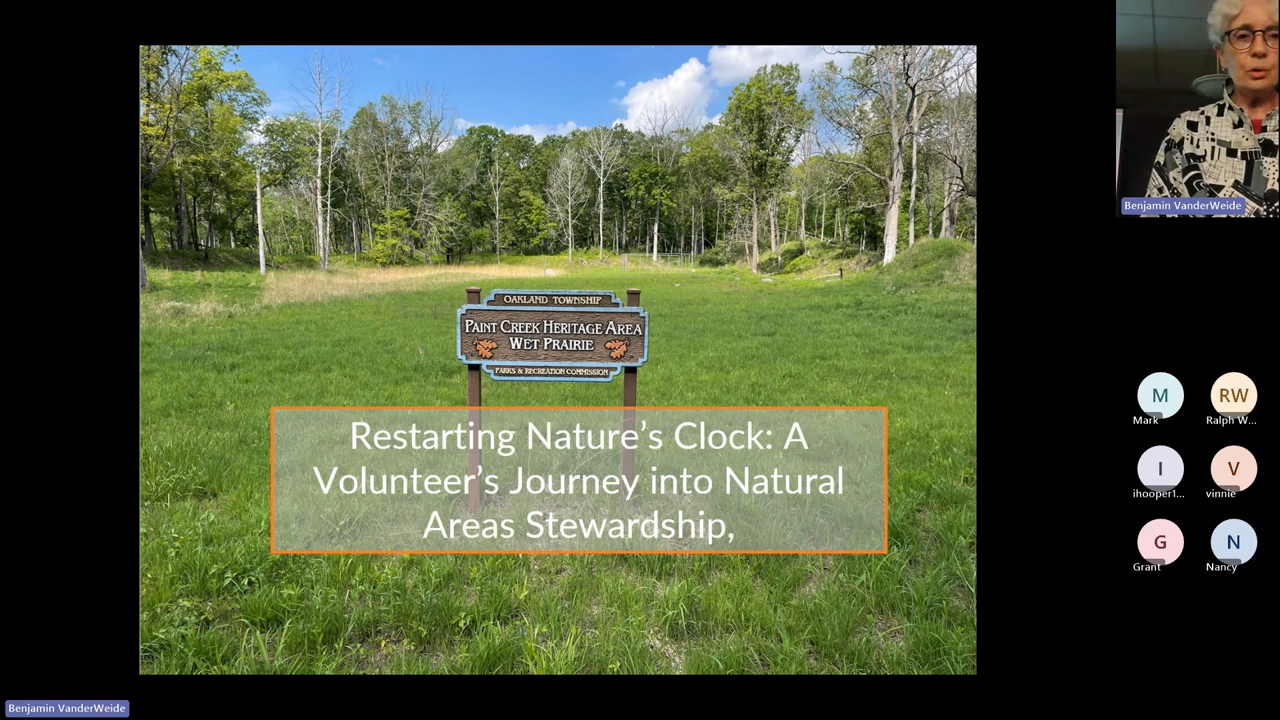 OAKLAND TOWNSHIP
PAINT CREEK HERITAGE AREA
WET PRAIRIE
PARKS & RECREATION COMMISSION
Restarting Nature's Clock: A
Volunteer's Journey into Natural
Areas Stewardship,
Benjamin VanderWeide
M
RW
Mark
Ralph W...
I
V
ihooper1...
vinnie
G
N
Grant
Nancy
Benjamin VanderWeide